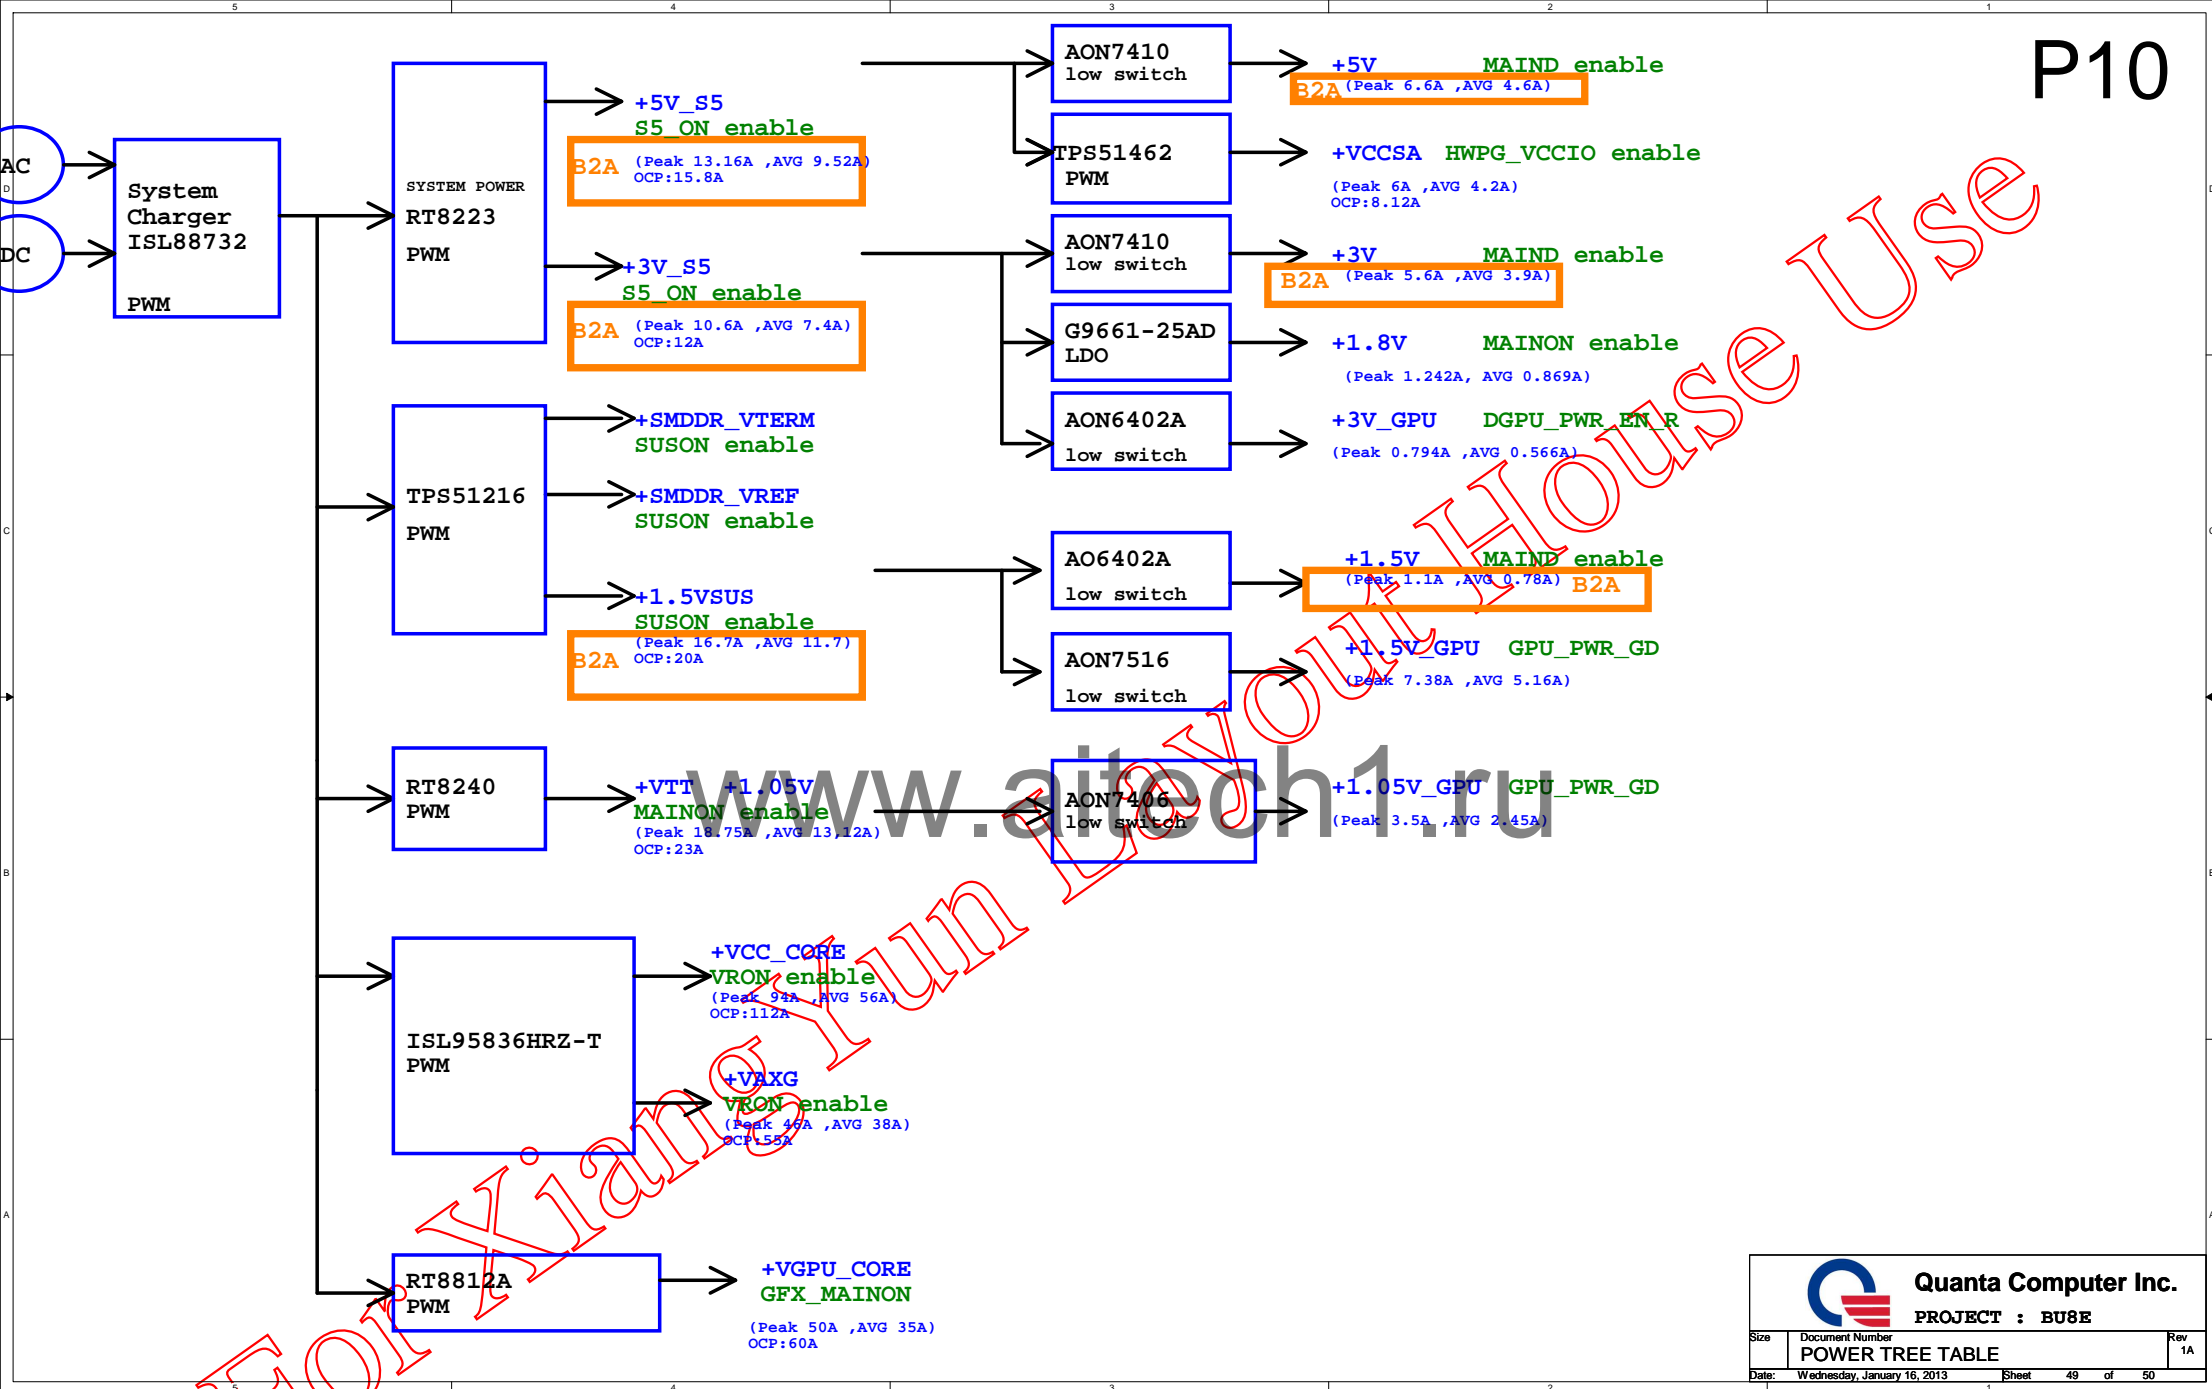 5 4 3 2 1
P10
AC
DC
System
Charger
ISL88732
PWM
SYSTEM POWER
RT8223
PWM
+5V_S5
S5_ON enable
B2A (Peak 13.16A ,AVG 9.52A)
OCP:15.8A
+3V_S5
S5_ON enable
B2A (Peak 10.6A ,AVG 7.4A)
OCP:12A
TPS51216
PWM
+SMDDR_VTERM
SUSON enable
+SMDDR_VREF
SUSON enable
+1.5VSUS
SUSON enable
B2A (Peak 16.7A ,AVG 11.7)
OCP:20A
RT8240
PWM
+VTT +1.05V
MAINON enable
(Peak 18.75A ,AVG 13,12A)
OCP:23A
ISL95836HRZ-T
PWM
+VCC_CORE
VRON enable
(Peak 94A ,AVG 56A)
OCP:112A
+VAXG
VRON enable
(Peak 46A ,AVG 38A)
OCP:55A
RT8812A
PWM
+VGPU_CORE
GFX_MAINON
(Peak 50A ,AVG 35A)
OCP:60A
AON7410
low switch
+5V MAIND enable
B2A (Peak 6.6A ,AVG 4.6A)
TPS51462
PWM
+VCCSA HWPG_VCCIO enable
(Peak 6A ,AVG 4.2A)
OCP:8.12A
AON7410
low switch
+3V MAIND enable
B2A (Peak 5.6A ,AVG 3.9A)
G9661-25AD
LDO
+1.8V MAINON enable
(Peak 1.242A, AVG 0.869A)
AON6402A
low switch
+3V_GPU DGPU_PWR_EN_R
(Peak 0.794A ,AVG 0.566A)
AO6402A
low switch
+1.5V MAIND enable
(Peak 1.1A ,AVG 0.78A) B2A
AON7516
low switch
+1.5V_GPU GPU_PWR_GD
(Peak 7.38A ,AVG 5.16A)
AON7406
low switch
+1.05V_GPU GPU_PWR_GD
(Peak 3.5A ,AVG 2.45A)
www.aitech1.ru
For Xiang Yun Layout House Use
D
C
B
A
D
C
B
A
Quanta Computer Inc.
PROJECT : BU8E
Size Document Number Rev
POWER TREE TABLE 1A
Date: Wednesday, January 16, 2013 Sheet 49 of 50
5 4 3 2 1